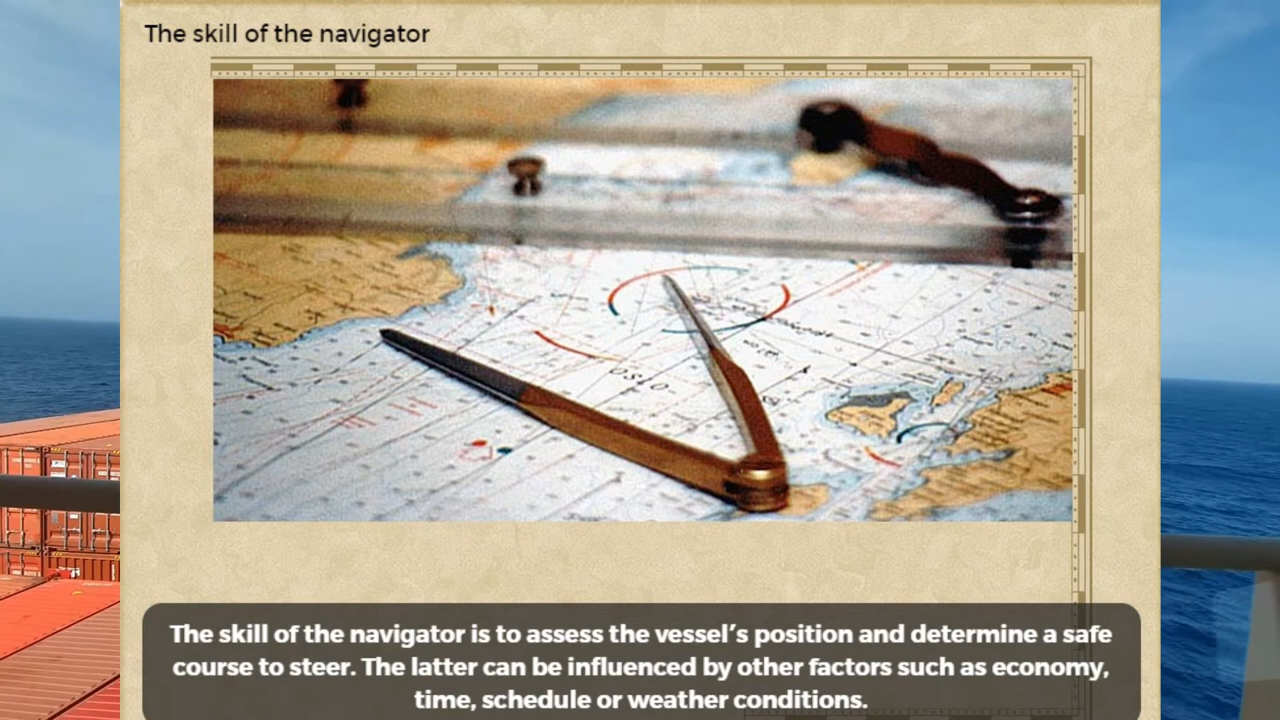 The skill of the navigator
OSLO
The skill of the navigator is to assess the vessel's position and determine a safe
course to steer. The latter can be influenced by other factors such as economy,
time, schedule or weather conditions.